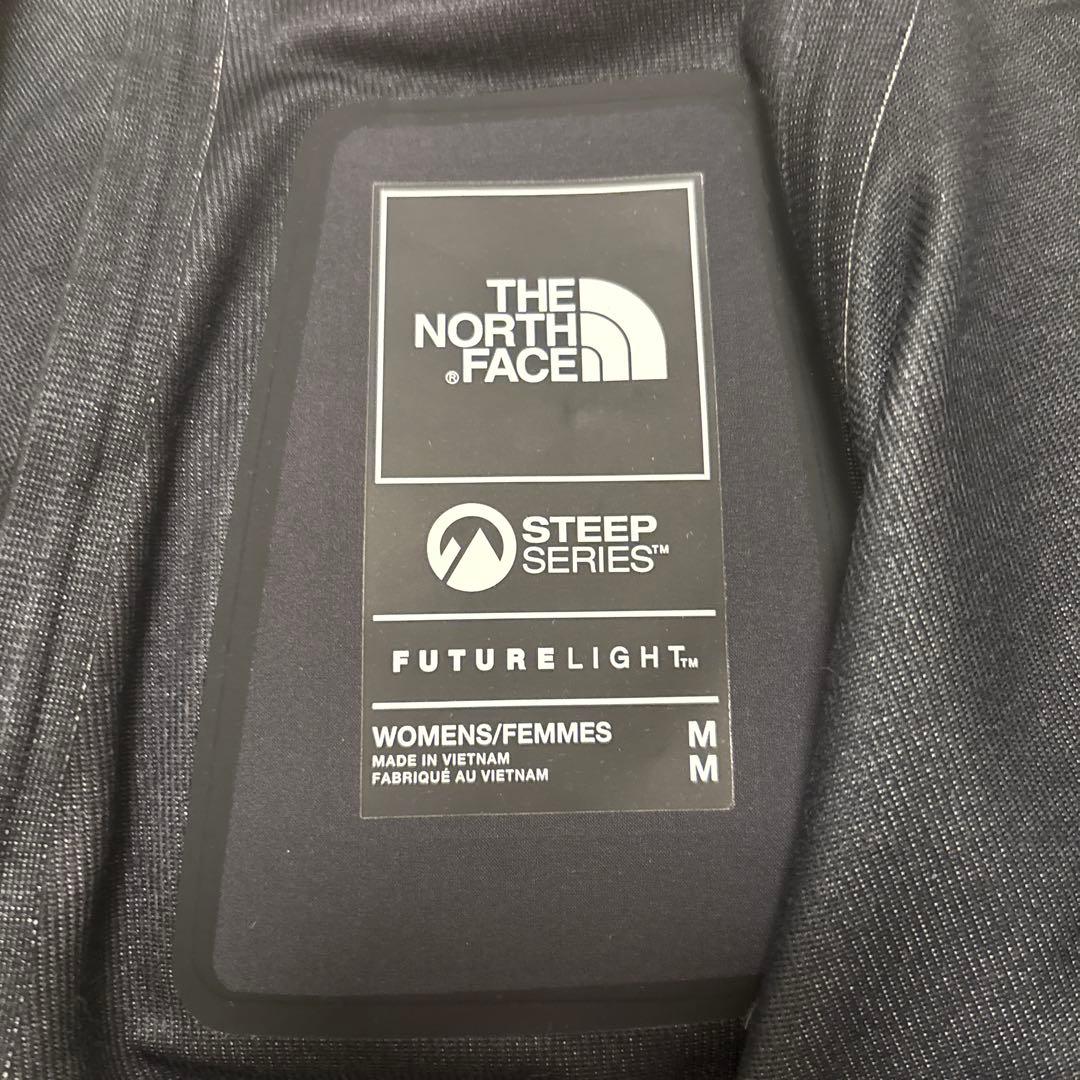 THE
NORTH
® FACE
STEEP
SERIES™
FUTURELIGHT™
WOMENS/FEMMES M
MADE IN VIETNAM
FABRIQUÉ AU VIETNAM M